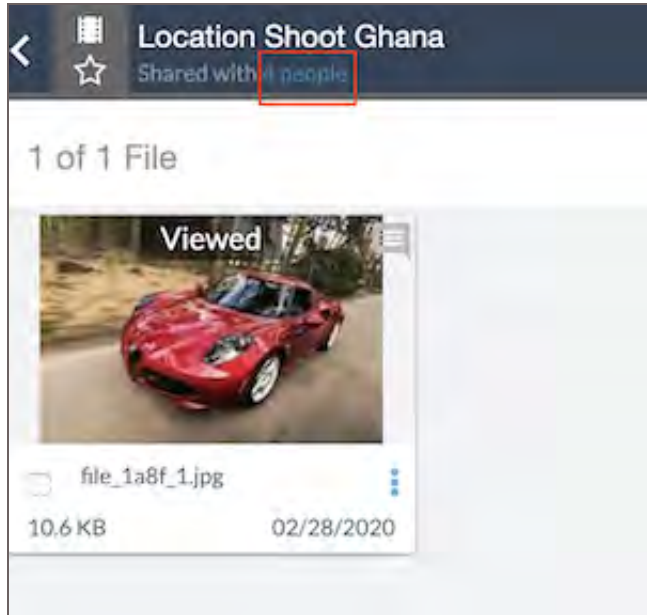 Location Shoot Ghana
Shared with 4 people
1 of 1 File
Viewed
file_1a8f_1.jpg
10.6 KB
02/28/2020